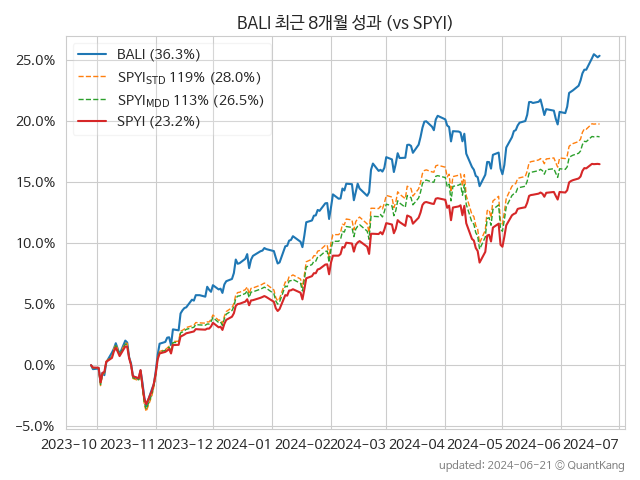 BALI 최근 8개월 성과 (vs SPYI)
BALI (36.3%)
SPYI_STD 119% (28.0%)
SPYI_MDD 113% (26.5%)
SPYI (23.2%)
25.0%
20.0%
15.0%
10.0%
5.0%
0.0%
−5.0%
2023-10 2023-11 2023-12 2024-01 2024-02 2024-03 2024-04 2024-05 2024-06 2024-07
updated: 2024-06-21 © QuantKang